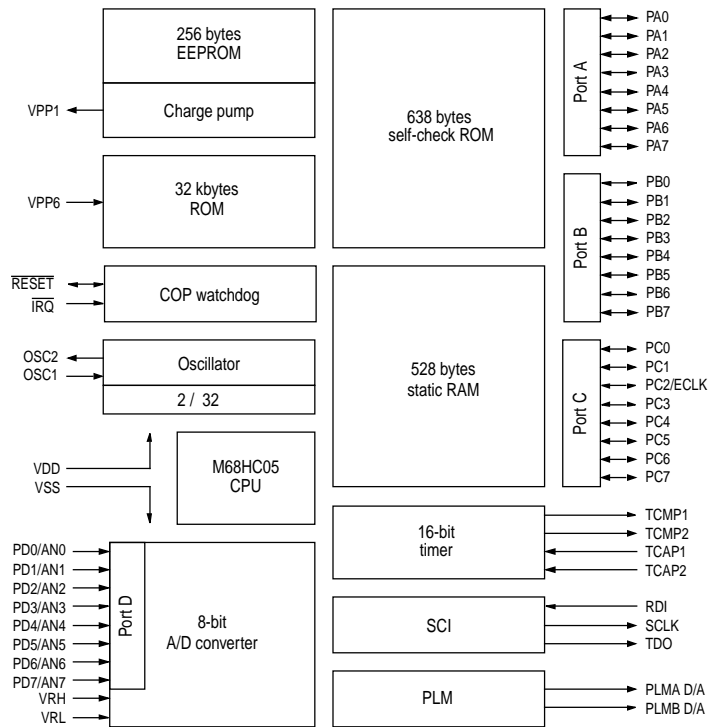 256 bytes
EEPROM
Charge pump
VPP1
32 kbytes
ROM
VPP6
COP watchdog
RESET
IRQ
Oscillator
2 / 32
OSC2
OSC1
M68HC05
CPU
VDD
VSS
PD0/AN0
PD1/AN1
PD2/AN2
PD3/AN3
PD4/AN4
PD5/AN5
PD6/AN6
PD7/AN7
VRH
VRL
Port D
8-bit
A/D converter
638 bytes
self-check ROM
528 bytes
static RAM
16-bit
timer
SCI
PLM
Port A
PA0
PA1
PA2
PA3
PA4
PA5
PA6
PA7
Port B
PB0
PB1
PB2
PB3
PB4
PB5
PB6
PB7
Port C
PC0
PC1
PC2/ECLK
PC3
PC4
PC5
PC6
PC7
TCMP1
TCMP2
TCAP1
TCAP2
RDI
SCLK
TDO
PLMA D/A
PLMB D/A